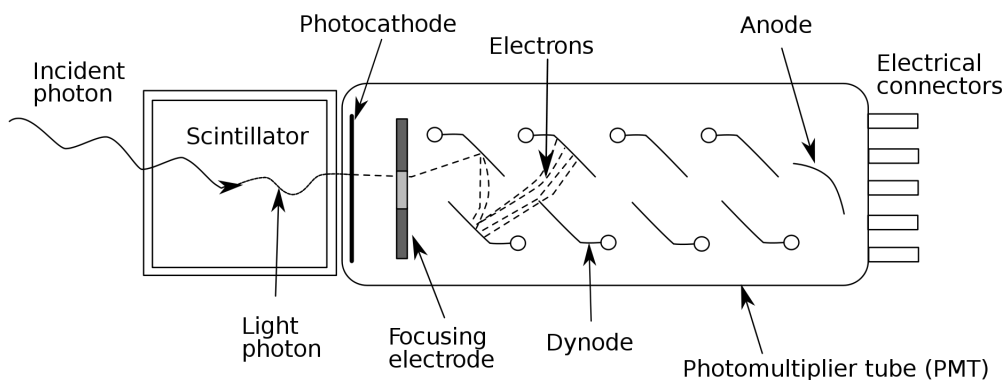 Photocathode
Electrons
Anode
Incident
photon
Electrical
connectors
Scintillator
Light
photon
Focusing
electrode
Dynode
Photomultiplier tube (PMT)